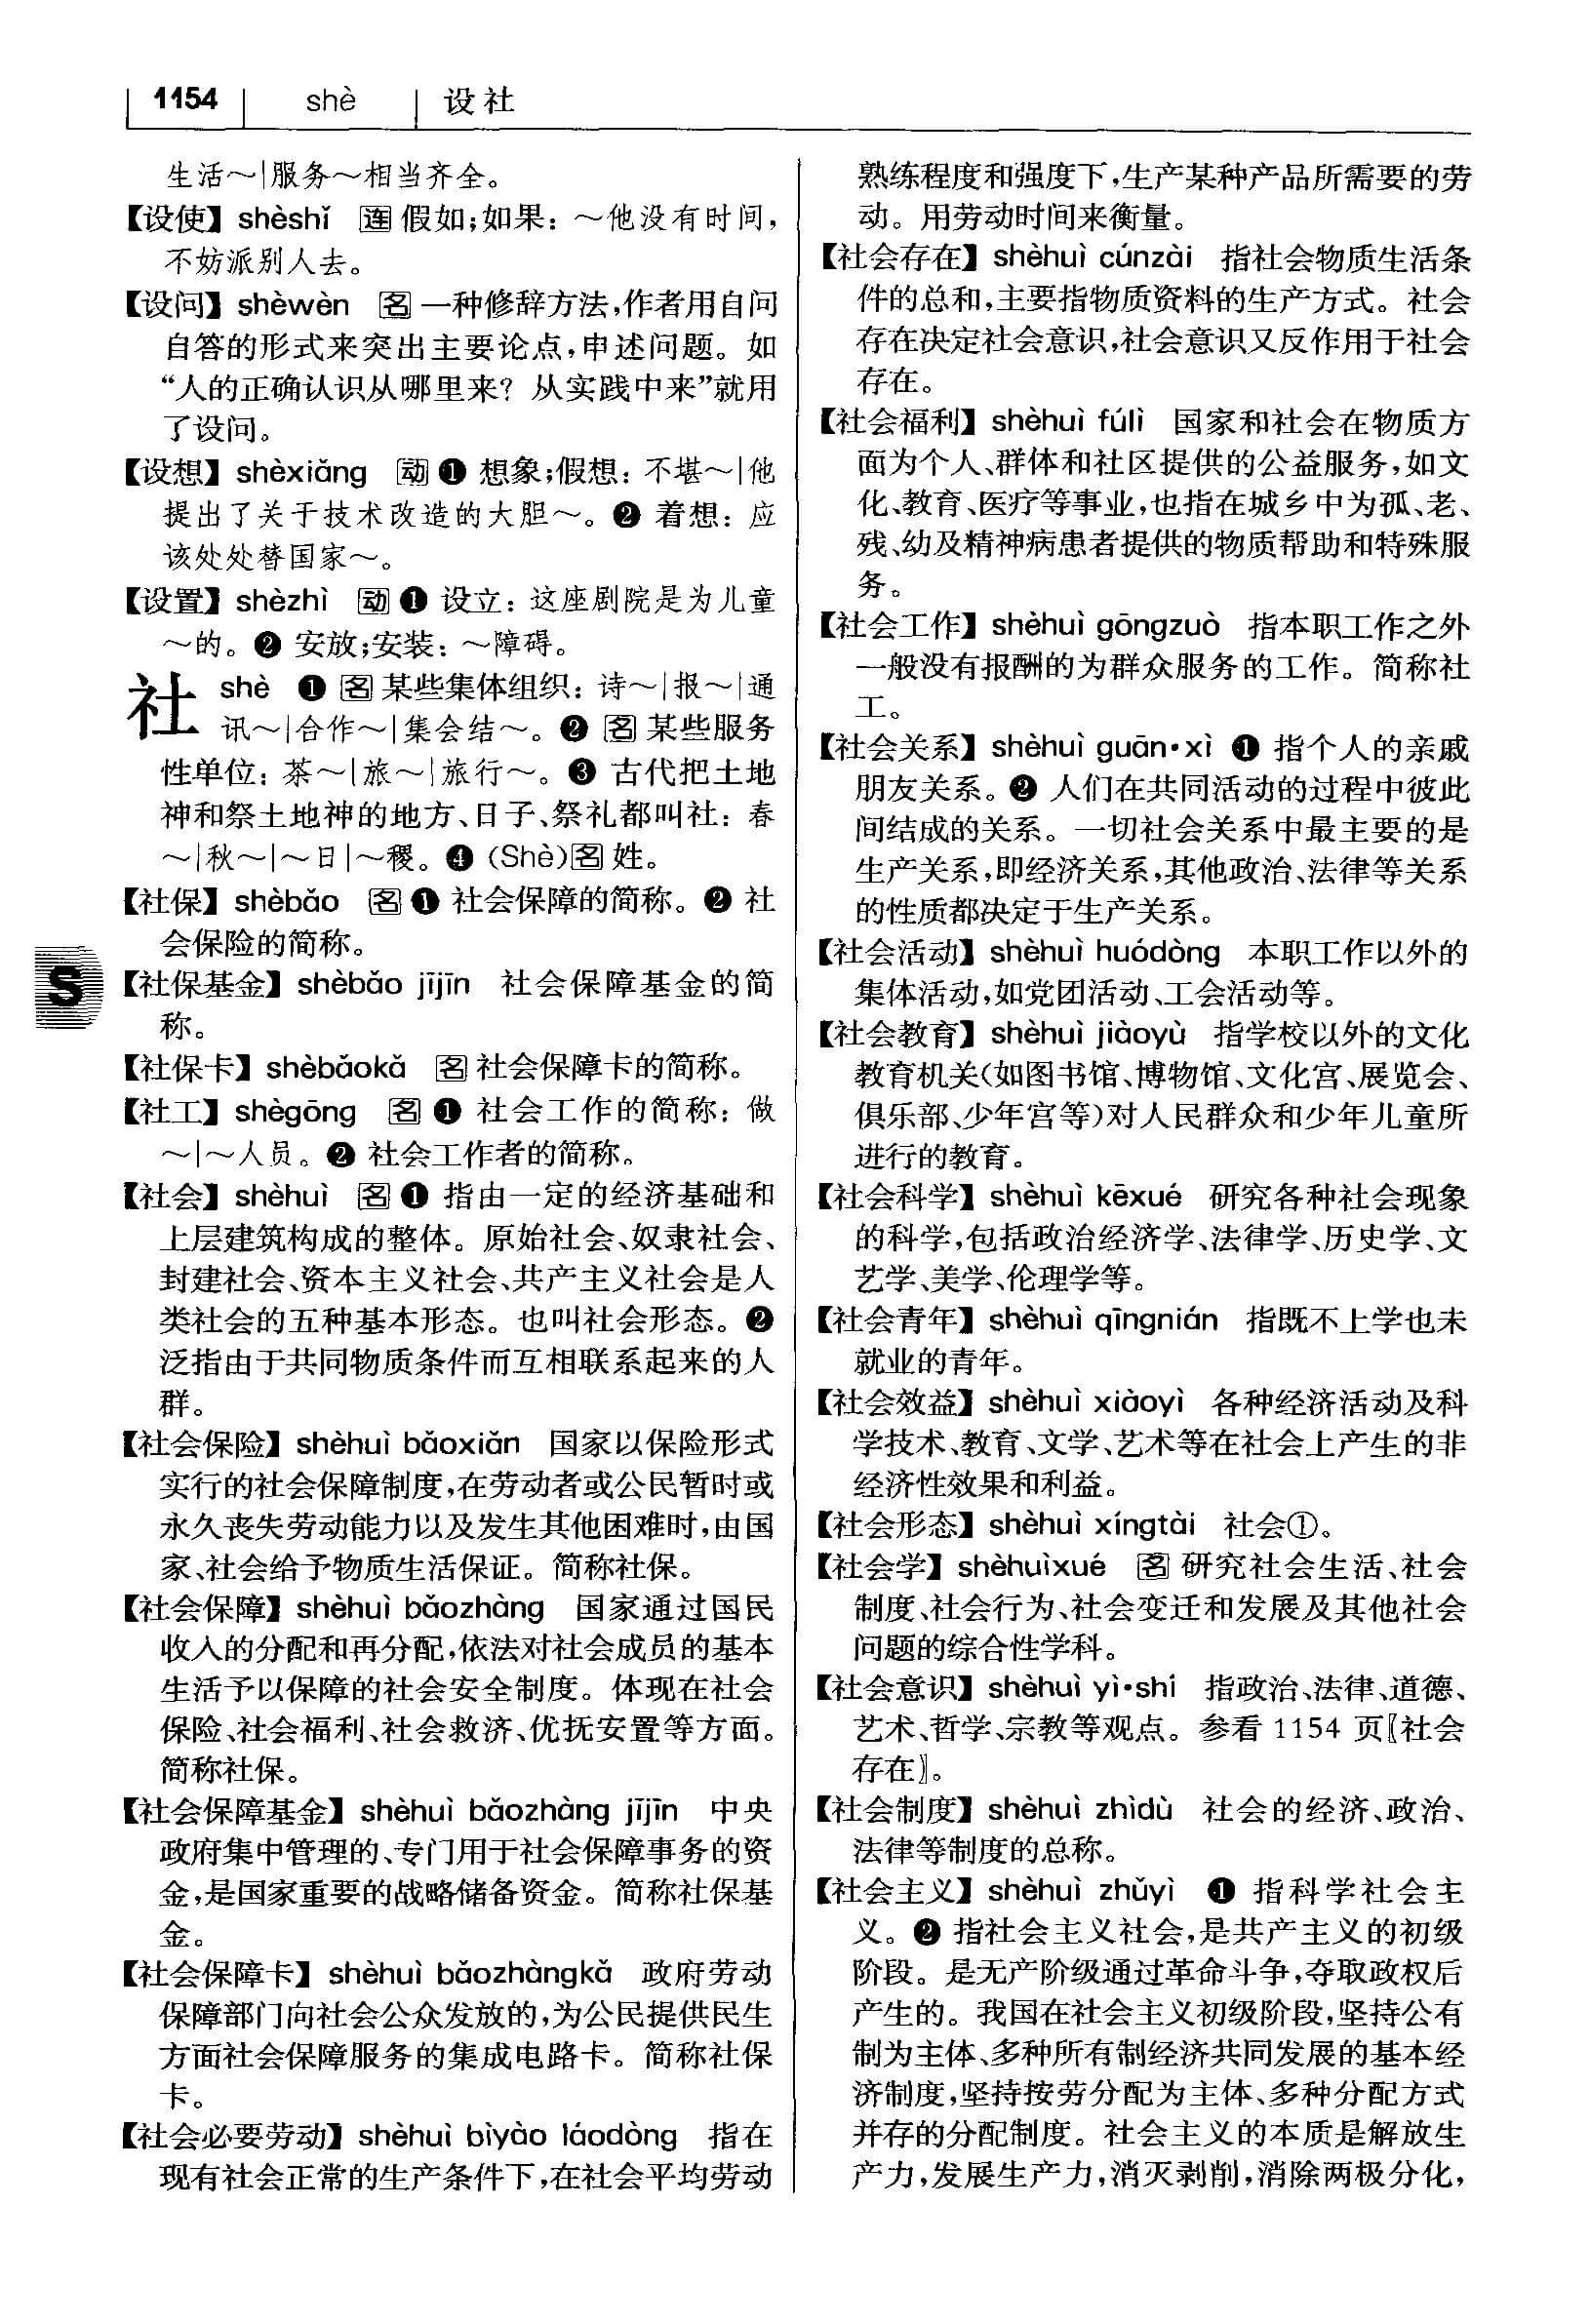 1154 shè 设社
生活～|服务～相当齐全。
【设使】shèshǐ 连 假如;如果：～他没有时间,
不妨派别人去。
【设问】shèwèn 名 一种修辞方法,作者用自问
自答的形式来突出主要论点,申述问题。如
“人的正确认识从哪里来？从实践中来”就用
了设问。
【设想】shèxiǎng 动 ❶ 想象;假想：不堪～|他
提出了关于技术改造的大胆～。❷ 着想：应
该处处替国家～。
【设置】shèzhì 动 ❶ 设立：这座剧院是为儿童
～的。❷ 安放;安装：～障碍。
社 shè ❶ 名 某些集体组织：诗～|报～|通
讯～|合作～|集会结～。❷ 名 某些服务
性单位：茶～|旅～|旅行～。❸ 古代把土地
神和祭土地神的地方、日子、祭礼都叫社：春
～|秋～|～日|～稷。❹ (Shè)名 姓。
【社保】shèbǎo 名 ❶ 社会保障的简称。❷ 社
会保险的简称。
【社保基金】shèbǎo jījīn 社会保障基金的简
称。
【社保卡】shèbǎokǎ 名 社会保障卡的简称。
【社工】shègōng 名 ❶ 社会工作的简称：做
～|～人员。❷ 社会工作者的简称。
【社会】shèhuì 名 ❶ 指由一定的经济基础和
上层建筑构成的整体。原始社会、奴隶社会、
封建社会、资本主义社会、共产主义社会是人
类社会的五种基本形态。也叫社会形态。❷
泛指由于共同物质条件而互相联系起来的人
群。
【社会保险】shèhuì bǎoxiǎn 国家以保险形式
实行的社会保障制度,在劳动者或公民暂时或
永久丧失劳动能力以及发生其他困难时,由国
家、社会给予物质生活保证。简称社保。
【社会保障】shèhuì bǎozhàng 国家通过国民
收入的分配和再分配,依法对社会成员的基本
生活予以保障的社会安全制度。体现在社会
保险、社会福利、社会救济、优抚安置等方面。
简称社保。
【社会保障基金】shèhuì bǎozhàng jījīn 中央
政府集中管理的、专门用于社会保障事务的资
金,是国家重要的战略储备资金。简称社保基
金。
【社会保障卡】shèhuì bǎozhàngkǎ 政府劳动
保障部门向社会公众发放的,为公民提供民生
方面社会保障服务的集成电路卡。简称社保
卡。
【社会必要劳动】shèhuì bìyào láodòng 指在
现有社会正常的生产条件下,在社会平均劳动
S
熟练程度和强度下,生产某种产品所需要的劳
动。用劳动时间来衡量。
【社会存在】shèhuì cúnzài 指社会物质生活条
件的总和,主要指物质资料的生产方式。社会
存在决定社会意识,社会意识又反作用于社会
存在。
【社会福利】shèhuì fúlì 国家和社会在物质方
面为个人、群体和社区提供的公益服务,如文
化、教育、医疗等事业,也指在城乡中为孤、老、
残、幼及精神病患者提供的物质帮助和特殊服
务。
【社会工作】shèhuì gōngzuò 指本职工作之外
一般没有报酬的为群众服务的工作。简称社
工。
【社会关系】shèhuì guān·xì ❶ 指个人的亲戚
朋友关系。❷ 人们在共同活动的过程中彼此
间结成的关系。一切社会关系中最主要的是
生产关系,即经济关系,其他政治、法律等关系
的性质都决定于生产关系。
【社会活动】shèhuì huódòng 本职工作以外的
集体活动,如党团活动、工会活动等。
【社会教育】shèhuì jiàoyù 指学校以外的文化
教育机关(如图书馆、博物馆、文化宫、展览会、
俱乐部、少年宫等)对人民群众和少年儿童所
进行的教育。
【社会科学】shèhuì kēxué 研究各种社会现象
的科学,包括政治经济学、法律学、历史学、文
艺学、美学、伦理学等。
【社会青年】shèhuì qīngnián 指既不上学也未
就业的青年。
【社会效益】shèhuì xiàoyì 各种经济活动及科
学技术、教育、文学、艺术等在社会上产生的非
经济性效果和利益。
【社会形态】shèhuì xíngtài 社会①。
【社会学】shèhuìxué 名 研究社会生活、社会
制度、社会行为、社会变迁和发展及其他社会
问题的综合性学科。
【社会意识】shèhuì yì·shí 指政治、法律、道德、
艺术、哲学、宗教等观点。参看 1154 页〖社会
存在〗。
【社会制度】shèhuì zhìdù 社会的经济、政治、
法律等制度的总称。
【社会主义】shèhuì zhǔyì ❶ 指科学社会主
义。❷ 指社会主义社会,是共产主义的初级
阶段。是无产阶级通过革命斗争,夺取政权后
产生的。我国在社会主义初级阶段,坚持公有
制为主体、多种所有制经济共同发展的基本经
济制度,坚持按劳分配为主体、多种分配方式
并存的分配制度。社会主义的本质是解放生
产力,发展生产力,消灭剥削,消除两极分化,